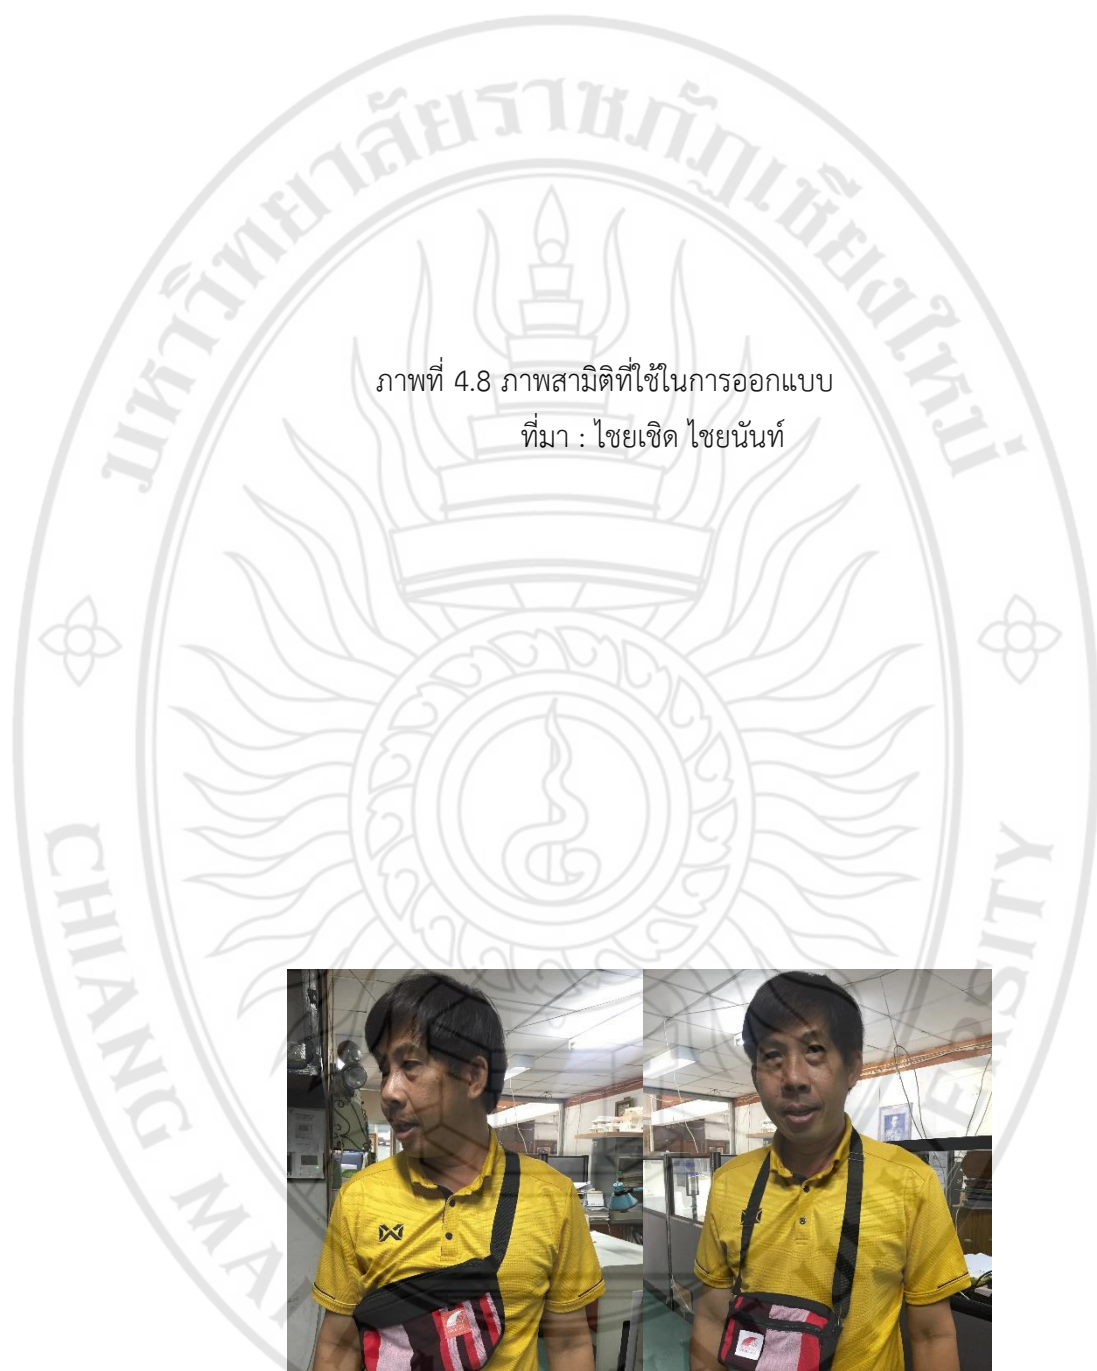 มหาวิทยาลัยราชภัฏเชียงใหม่
ภาพที่ 4.8 ภาพสามิติที่ใช้ในการออกแบบ
ที่มา : ไชยเชิด ไชยนันท์
CHIANG MAI
ERSITY